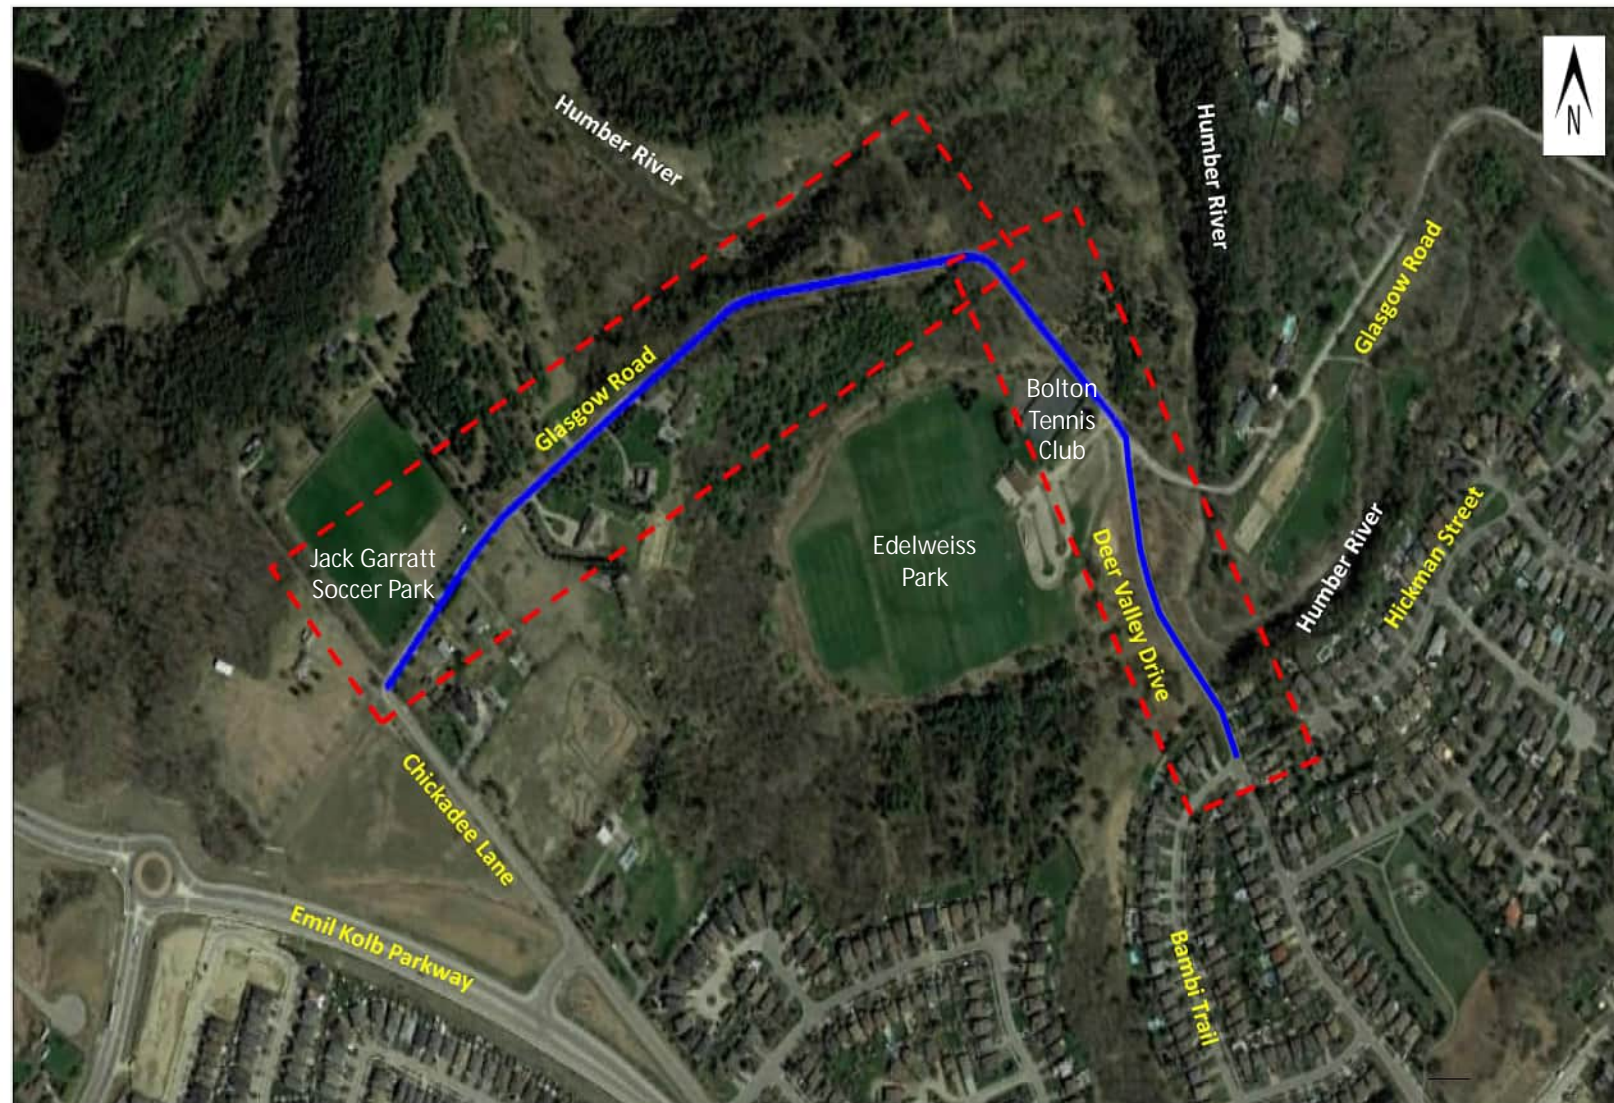 Humber River
Humber River
N
Glasgow Road
Glasgow Road
Bolton
Tennis
Club
Jack Garratt
Soccer Park
Edelweiss
Park
Deer Valley Drive
Humber River
Hickman Street
Chickadee Lane
Emil Kolb Parkway
Bambi Trail